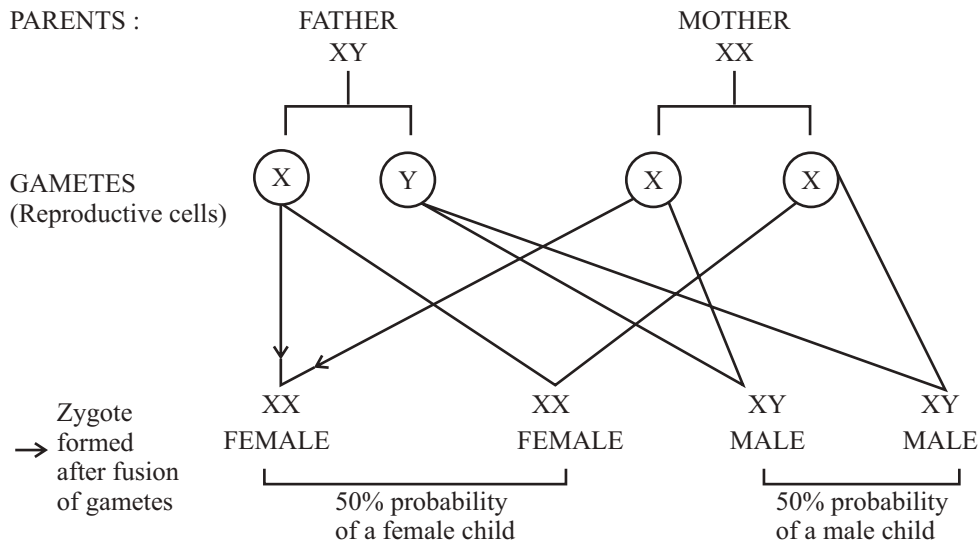 PARENTS : FATHER MOTHER
XY XX
X Y X X
GAMETES
(Reproductive cells)
XX XX XY XY
FEMALE FEMALE MALE MALE
Zygote
formed
after fusion
of gametes
50% probability
of a female child
50% probability
of a male child